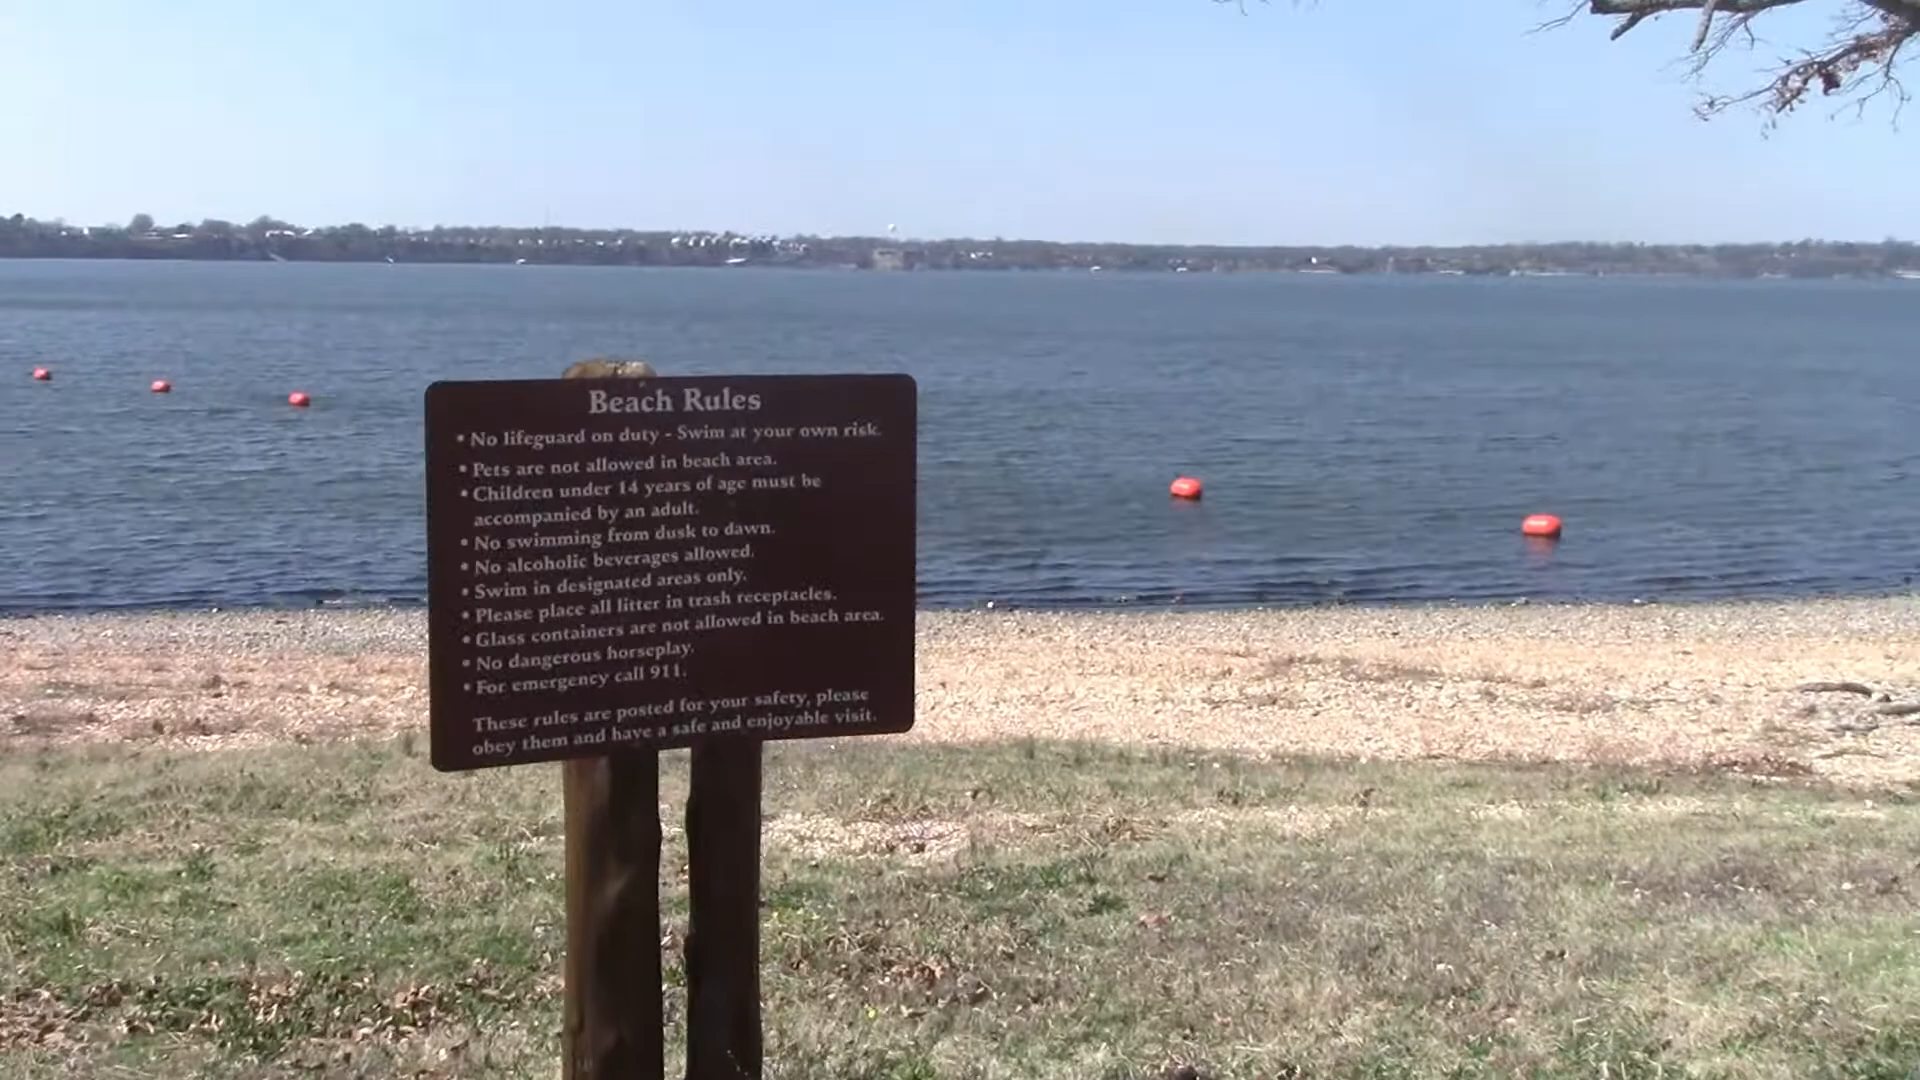 Beach Rules
• No lifeguard on duty - Swim at your own risk.
• Pets are not allowed in beach area.
• Children under 14 years of age must be
accompanied by an adult.
• No swimming from dusk to dawn.
• No alcoholic beverages allowed.
• Swim in designated areas only.
• Please place all litter in trash receptacles.
• Glass containers are not allowed in beach area.
• No dangerous horseplay.
• For emergency call 911.
These rules are posted for your safety, please
obey them and have a safe and enjoyable visit.